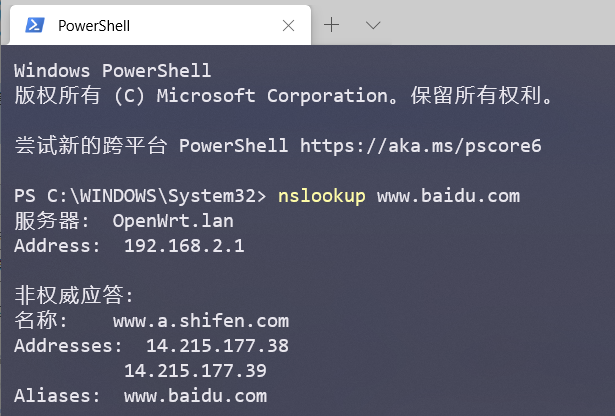 PowerShell
Windows PowerShell
版权所有 (C) Microsoft Corporation。保留所有权利。
尝试新的跨平台 PowerShell https://aka.ms/pscore6
PS C:\WINDOWS\System32> nslookup www.baidu.com
服务器:  OpenWrt.lan
Address:  192.168.2.1
非权威应答:
名称:    www.a.shifen.com
Addresses:  14.215.177.38
          14.215.177.39
Aliases:  www.baidu.com